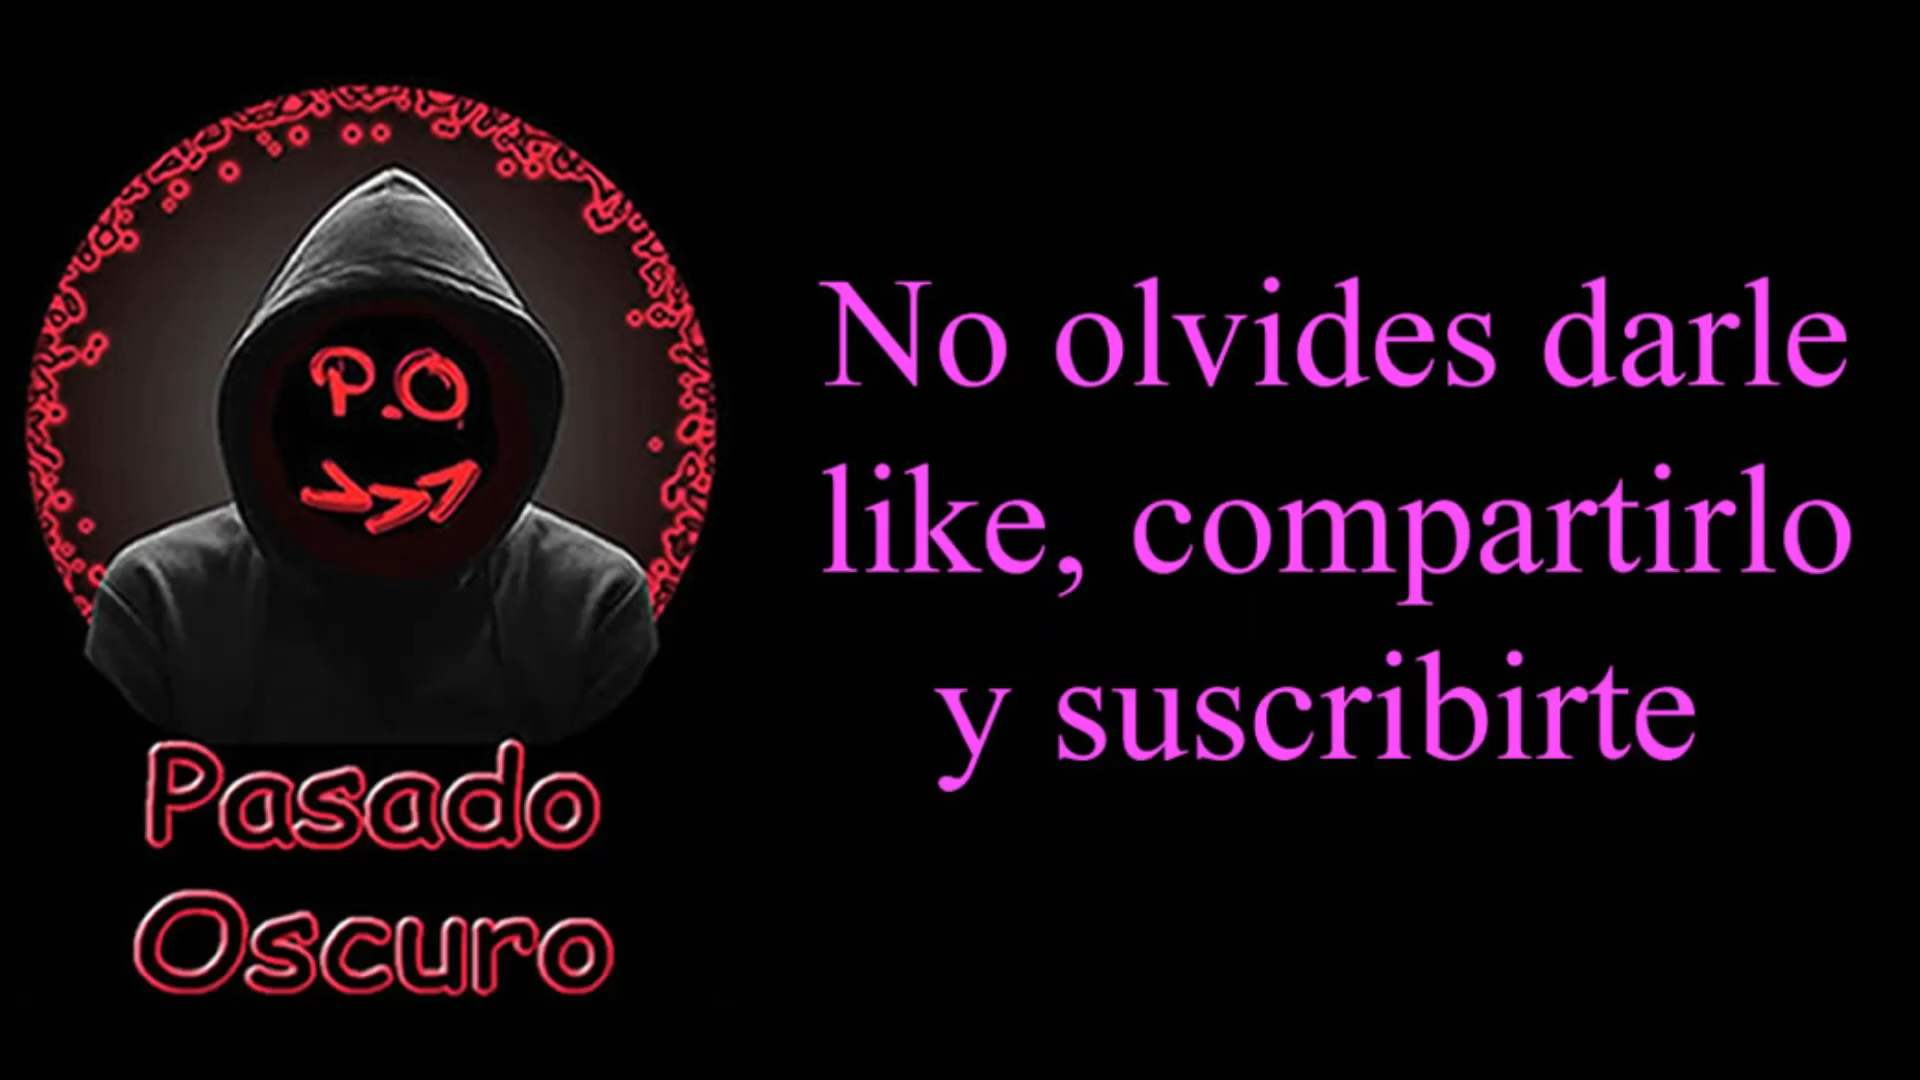 P.O
Pasado
Oscuro
No olvides darle
like, compartirlo
y suscribirte